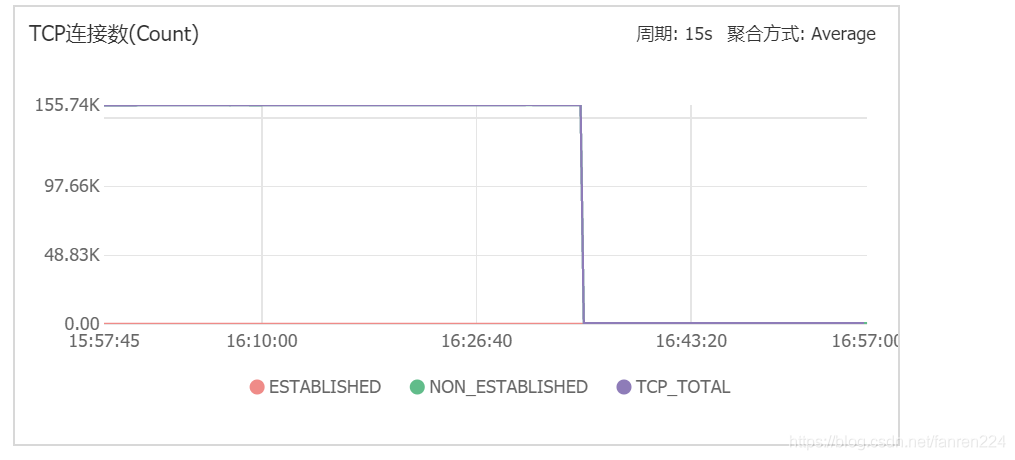 TCP连接数(Count) 周期: 15s 聚合方式: Average
155.74K
97.66K
48.83K
0.00
15:57:45 16:10:00 16:26:40 16:43:20 16:57:00
ESTABLISHED NON_ESTABLISHED TCP_TOTAL
https://blog.csdn.net/fanren224